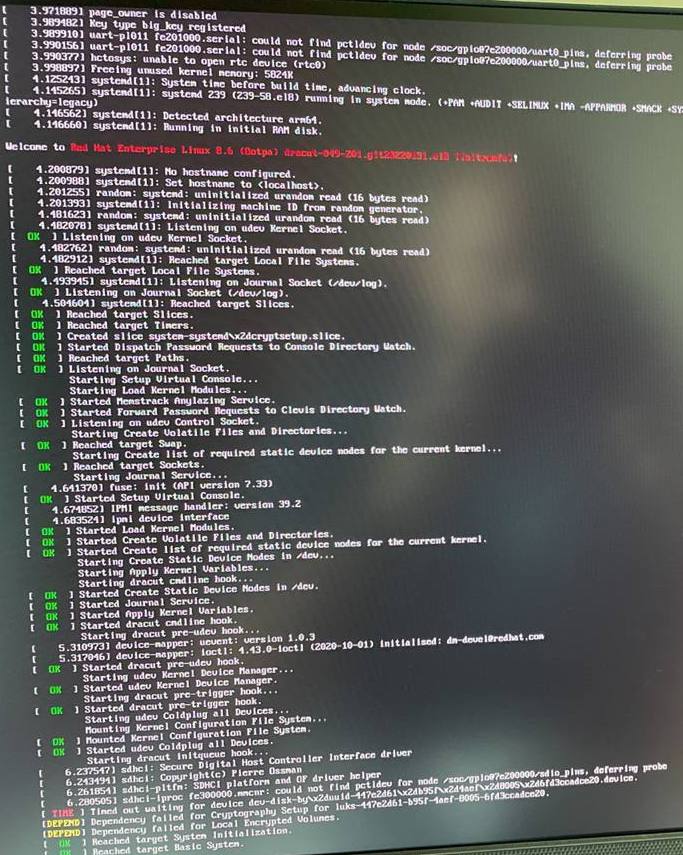 [    3.971889] page_owner is disabled
[    3.989482] Key type big_key registered
[    3.989910] uart-pl011 fe201000.serial: could not find pctldev for node /soc/gpio@7e200000/uart0_pins, deferring probe
[    3.990156] uart-pl011 fe201000.serial: could not find pctldev for node /soc/gpio@7e200000/uart0_pins, deferring probe
[    3.990377] hctosys: unable to open rtc device (rtc0)
[    3.998897] Freeing unused kernel memory: 5824K
[    4.125243] systemd[1]: System time before build time, advancing clock.
[    4.145265] systemd[1]: systemd 239 (239-58.el8) running in system mode. (+PAM +AUDIT +SELINUX +IMA -APPARMOR +SMACK +SY
ierarchy=legacy)
[    4.146562] systemd[1]: Detected architecture arm64.
[    4.146660] systemd[1]: Running in initial RAM disk.
Welcome to Red Hat Enterprise Linux 8.6 (Ootpa) dracut-049-201.git20220131.el8 (Initramfs)!
[    4.200879] systemd[1]: No hostname configured.
[    4.200988] systemd[1]: Set hostname to <localhost>.
[    4.201255] random: systemd: uninitialized urandom read (16 bytes read)
[    4.201393] systemd[1]: Initializing machine ID from random generator.
[    4.481623] random: systemd: uninitialized urandom read (16 bytes read)
[    4.482078] systemd[1]: Listening on udev Kernel Socket.
[  OK  ] Listening on udev Kernel Socket.
[    4.482762] random: systemd: uninitialized urandom read (16 bytes read)
[    4.482912] systemd[1]: Reached target Local File Systems.
[  OK  ] Reached target Local File Systems.
[    4.493945] systemd[1]: Listening on Journal Socket (/dev/log).
[  OK  ] Listening on Journal Socket (/dev/log).
[    4.504604] systemd[1]: Reached target Slices.
[  OK  ] Reached target Slices.
[  OK  ] Reached target Timers.
[  OK  ] Created slice system-systemd\x2dcryptsetup.slice.
[  OK  ] Started Dispatch Password Requests to Console Directory Watch.
[  OK  ] Reached target Paths.
[  OK  ] Listening on Journal Socket.
Starting Setup Virtual Console...
Starting Load Kernel Modules...
[  OK  ] Started Memstrack Anylazing Service.
[  OK  ] Started Forward Password Requests to Clevis Directory Watch.
[  OK  ] Listening on udev Control Socket.
Starting Create Volatile Files and Directories...
[  OK  ] Reached target Swap.
Starting Create list of required static device nodes for the current kernel...
[  OK  ] Reached target Sockets.
Starting Journal Service...
[    4.641370] fuse: init (API version 7.33)
[  OK  ] Started Setup Virtual Console.
[    4.674852] IPMI message handler: version 39.2
[    4.683524] ipmi device interface
[  OK  ] Started Load Kernel Modules.
[  OK  ] Started Create Volatile Files and Directories.
[  OK  ] Started Create list of required static device nodes for the current kernel.
Starting Create Static Device Nodes in /dev...
Starting Apply Kernel Variables...
Starting dracut cmdline hook...
[  OK  ] Started Create Static Device Nodes in /dev.
[  OK  ] Started Journal Service.
[  OK  ] Started Apply Kernel Variables.
[  OK  ] Started dracut cmdline hook.
Starting dracut pre-udev hook...
[    5.310973] device-mapper: uevent: version 1.0.3
[    5.317046] device-mapper: ioctl: 4.43.0-ioctl (2020-10-01) initialised: dm-devel@redhat.com
[  OK  ] Started dracut pre-udev hook.
Starting udev Kernel Device Manager...
[  OK  ] Started udev Kernel Device Manager.
Starting dracut pre-trigger hook...
[  OK  ] Started dracut pre-trigger hook.
Starting udev Coldplug all Devices...
Mounting Kernel Configuration File System...
[  OK  ] Mounted Kernel Configuration File System.
[  OK  ] Started udev Coldplug all Devices.
Starting dracut initqueue hook...
[    6.237547] sdhci: Secure Digital Host Controller Interface driver
[    6.243494] sdhci: Copyright(c) Pierre Ossman
[    6.261854] sdhci-pltfm: SDHCI platform and OF driver helper
[    6.280505] sdhci-iproc fe300000.mmcnr: could not find pctldev for node /soc/gpio@7e200000/sdio_pins, deferring probe
[ TIME ] Timed out waiting for device dev-disk-by\x2duuid-447e2d61\x2db95f\x2d4aef\x2d8005\x2d6fd3ccadce20.device.
[DEPEND] Dependency failed for Cryptography Setup for luks-447e2d61-b95f-4aef-8005-6fd3ccadce20.
[DEPEND] Dependency failed for Local Encrypted Volumes.
[  OK  ] Reached target System Initialization.
[  OK  ] Reached target Basic System.